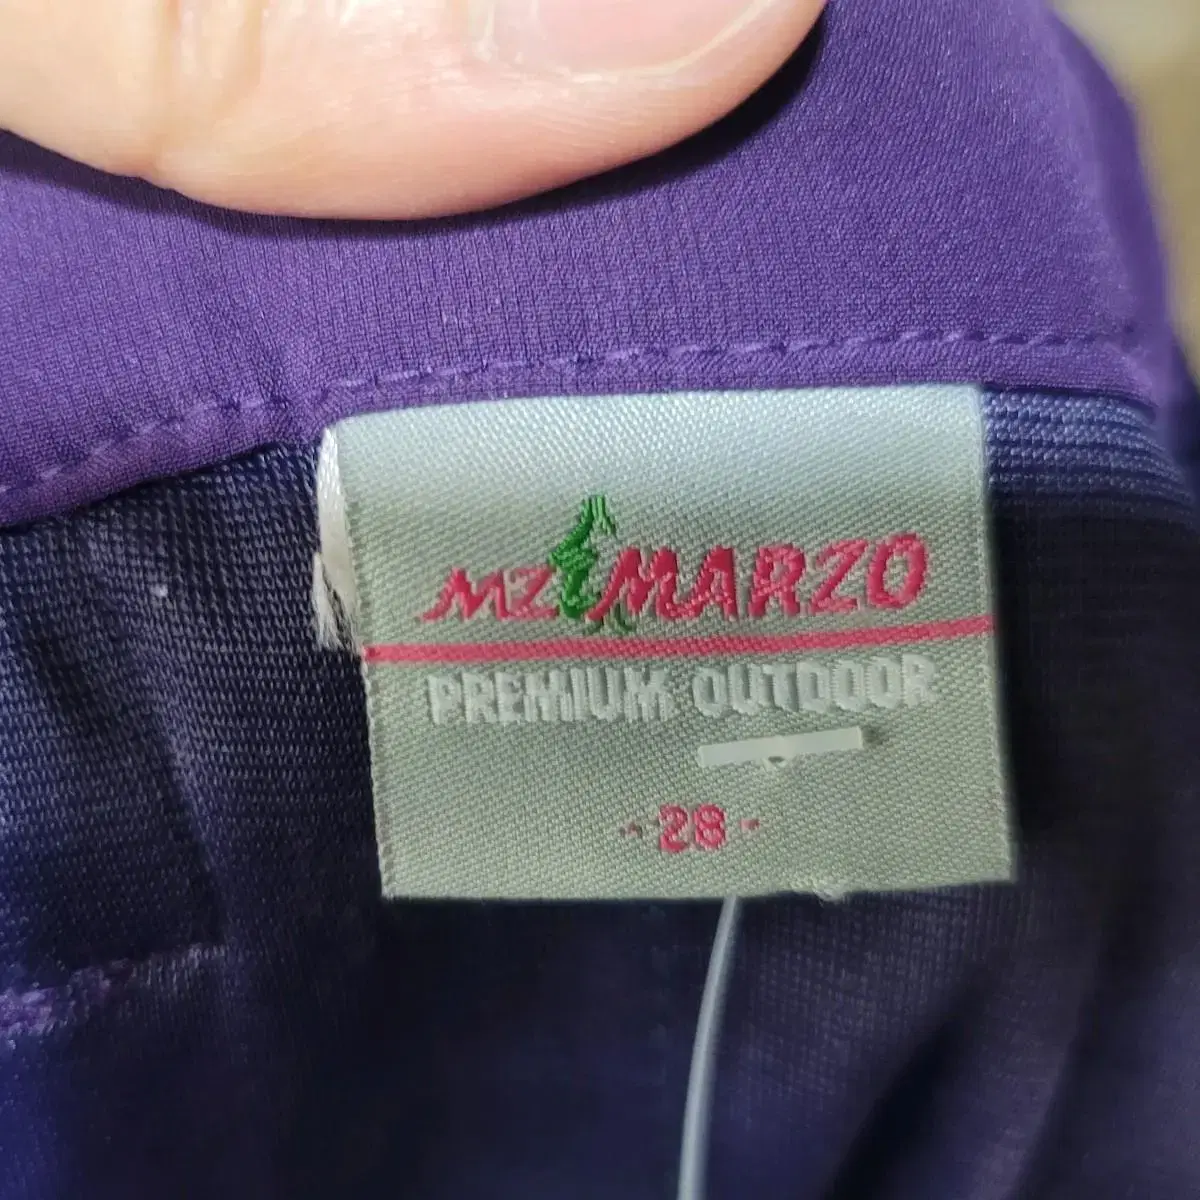 MZ MARZO
PREMIUM OUTDOOR
- 28 -